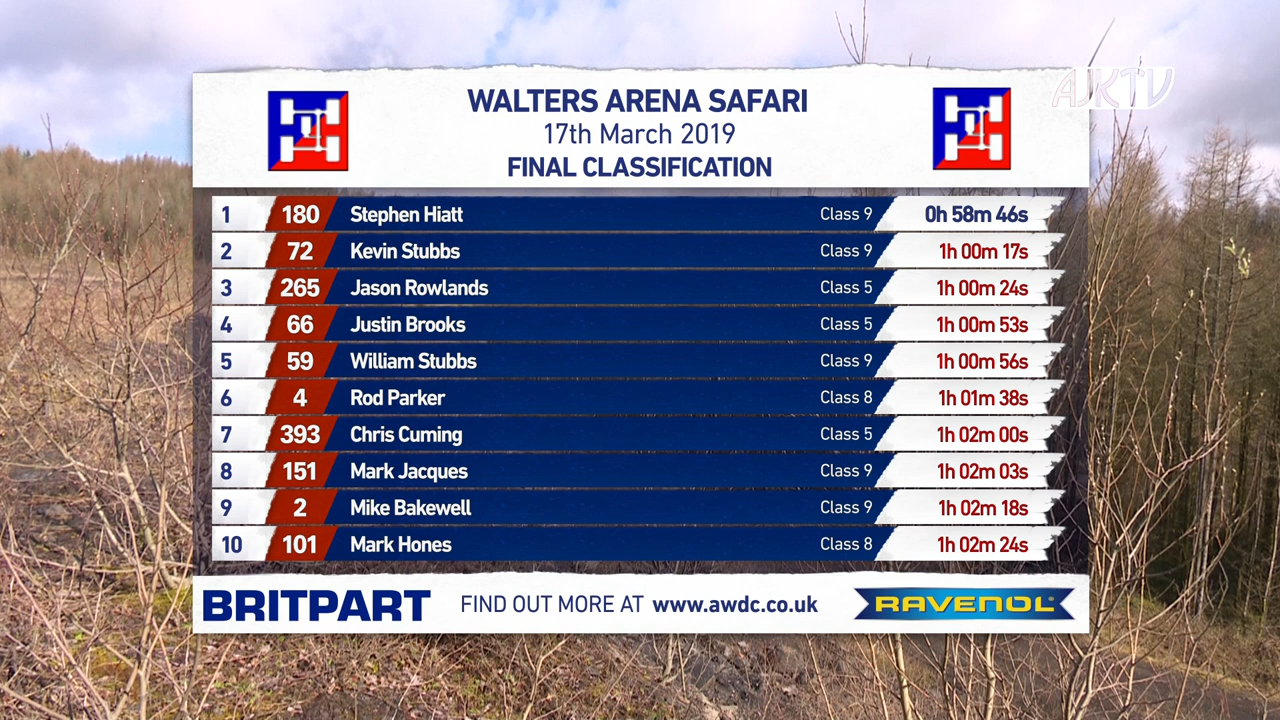 AJKTV
WALTERS ARENA SAFARI
17th March 2019
FINAL CLASSIFICATION
1 180 Stephen Hiatt Class 9 0h 58m 46s
2 72 Kevin Stubbs Class 9 1h 00m 17s
3 265 Jason Rowlands Class 5 1h 00m 24s
4 66 Justin Brooks Class 5 1h 00m 53s
5 59 William Stubbs Class 9 1h 00m 56s
6 4 Rod Parker Class 8 1h 01m 38s
7 393 Chris Cuming Class 5 1h 02m 00s
8 151 Mark Jacques Class 9 1h 02m 03s
9 2 Mike Bakewell Class 9 1h 02m 18s
10 101 Mark Hones Class 8 1h 02m 24s
BRITPART FIND OUT MORE AT www.awdc.co.uk RAVENOL®